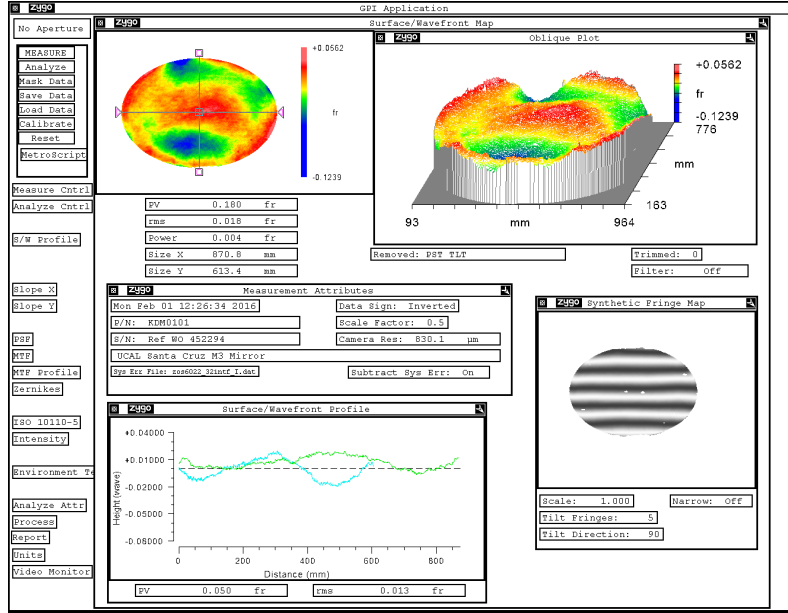 zygo GPI Application
No Aperture
MEASURE
Analyze
Mask Data
Save Data
Load Data
Calibrate
Reset
MetroScript
Measure Cntrl
Analyze Cntrl
S/W Profile
Slope X
Slope Y
PSF
MTF
MTF Profile
Zernikes
ISO 10110-5
Intensity
Environment Te
Analyze Attr
Process
Report
Units
Video Monitor
zygo Surface/Wavefront Map
+0.0562
fr
-0.1239
PV 0.180 fr
rms 0.018 fr
Power 0.004 fr
Size X 870.8 mm
Size Y 613.4 mm
zygo Oblique Plot
+0.0562
fr
-0.1239
776
mm
163
93 mm 964
Removed: PST TLT
Trimmed: 0
Filter: Off
zygo Measurement Attributes
Mon Feb 01 12:26:34 2016 Data Sign: Inverted
P/N: KDM0101 Scale Factor: 0.5
S/N: Ref WO 452294 Camera Res: 830.1 µm
UCAL Santa Cruz M3 Mirror
Subtract Sys Err: On
zygo Surface/Wavefront Profile
+0.04000
+0.01000
-0.02000
-0.05000
-0.08000
Height (wave)
0 200 400 600 800
Distance (mm)
PV 0.050 fr rms 0.013 fr
zygo Synthetic Fringe Map
Scale: 1.000 Narrow: Off
Tilt Fringes: 5
Tilt Direction: 90